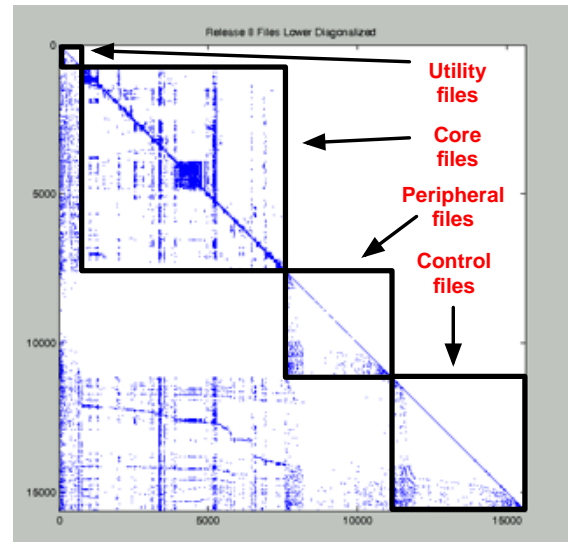 Release 8 Files Lower Diagonalized
0
Utility
files
Core
files
5000
Peripheral
files
Control
files
10000
15000
0
5000
10000
15000